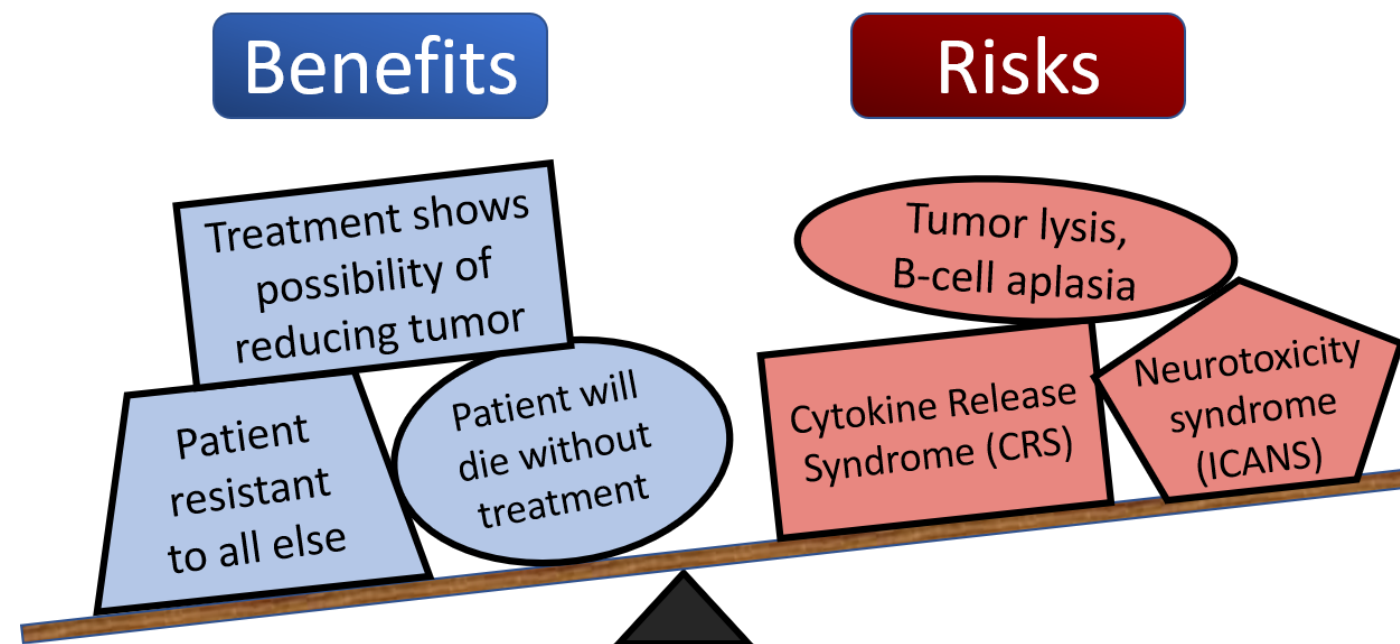 Benefits
Risks
Treatment shows
possibility of
reducing tumor
Patient
resistant
to all else
Patient will
die without
treatment
Tumor lysis,
B-cell aplasia
Cytokine Release
Syndrome (CRS)
Neurotoxicity
syndrome
(ICANS)